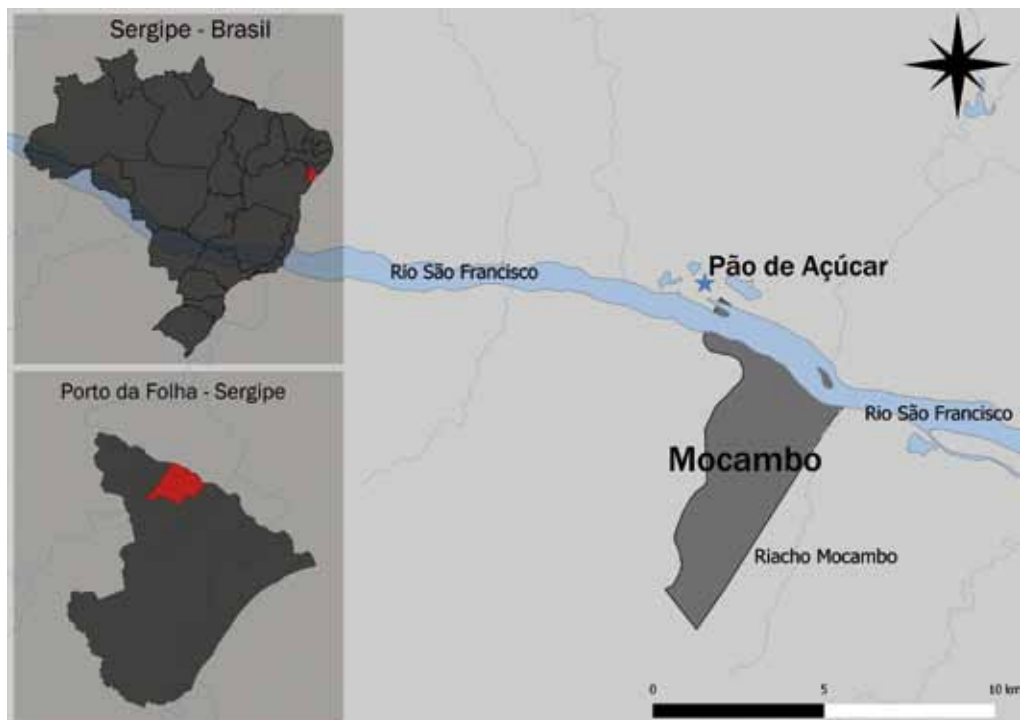 Sergipe - Brasil
Rio São Francisco
Pão de Açúcar
Porto da Folha - Sergipe
Rio São Francisco
Mocambo
Riacho Mocambo
0 5 10 km